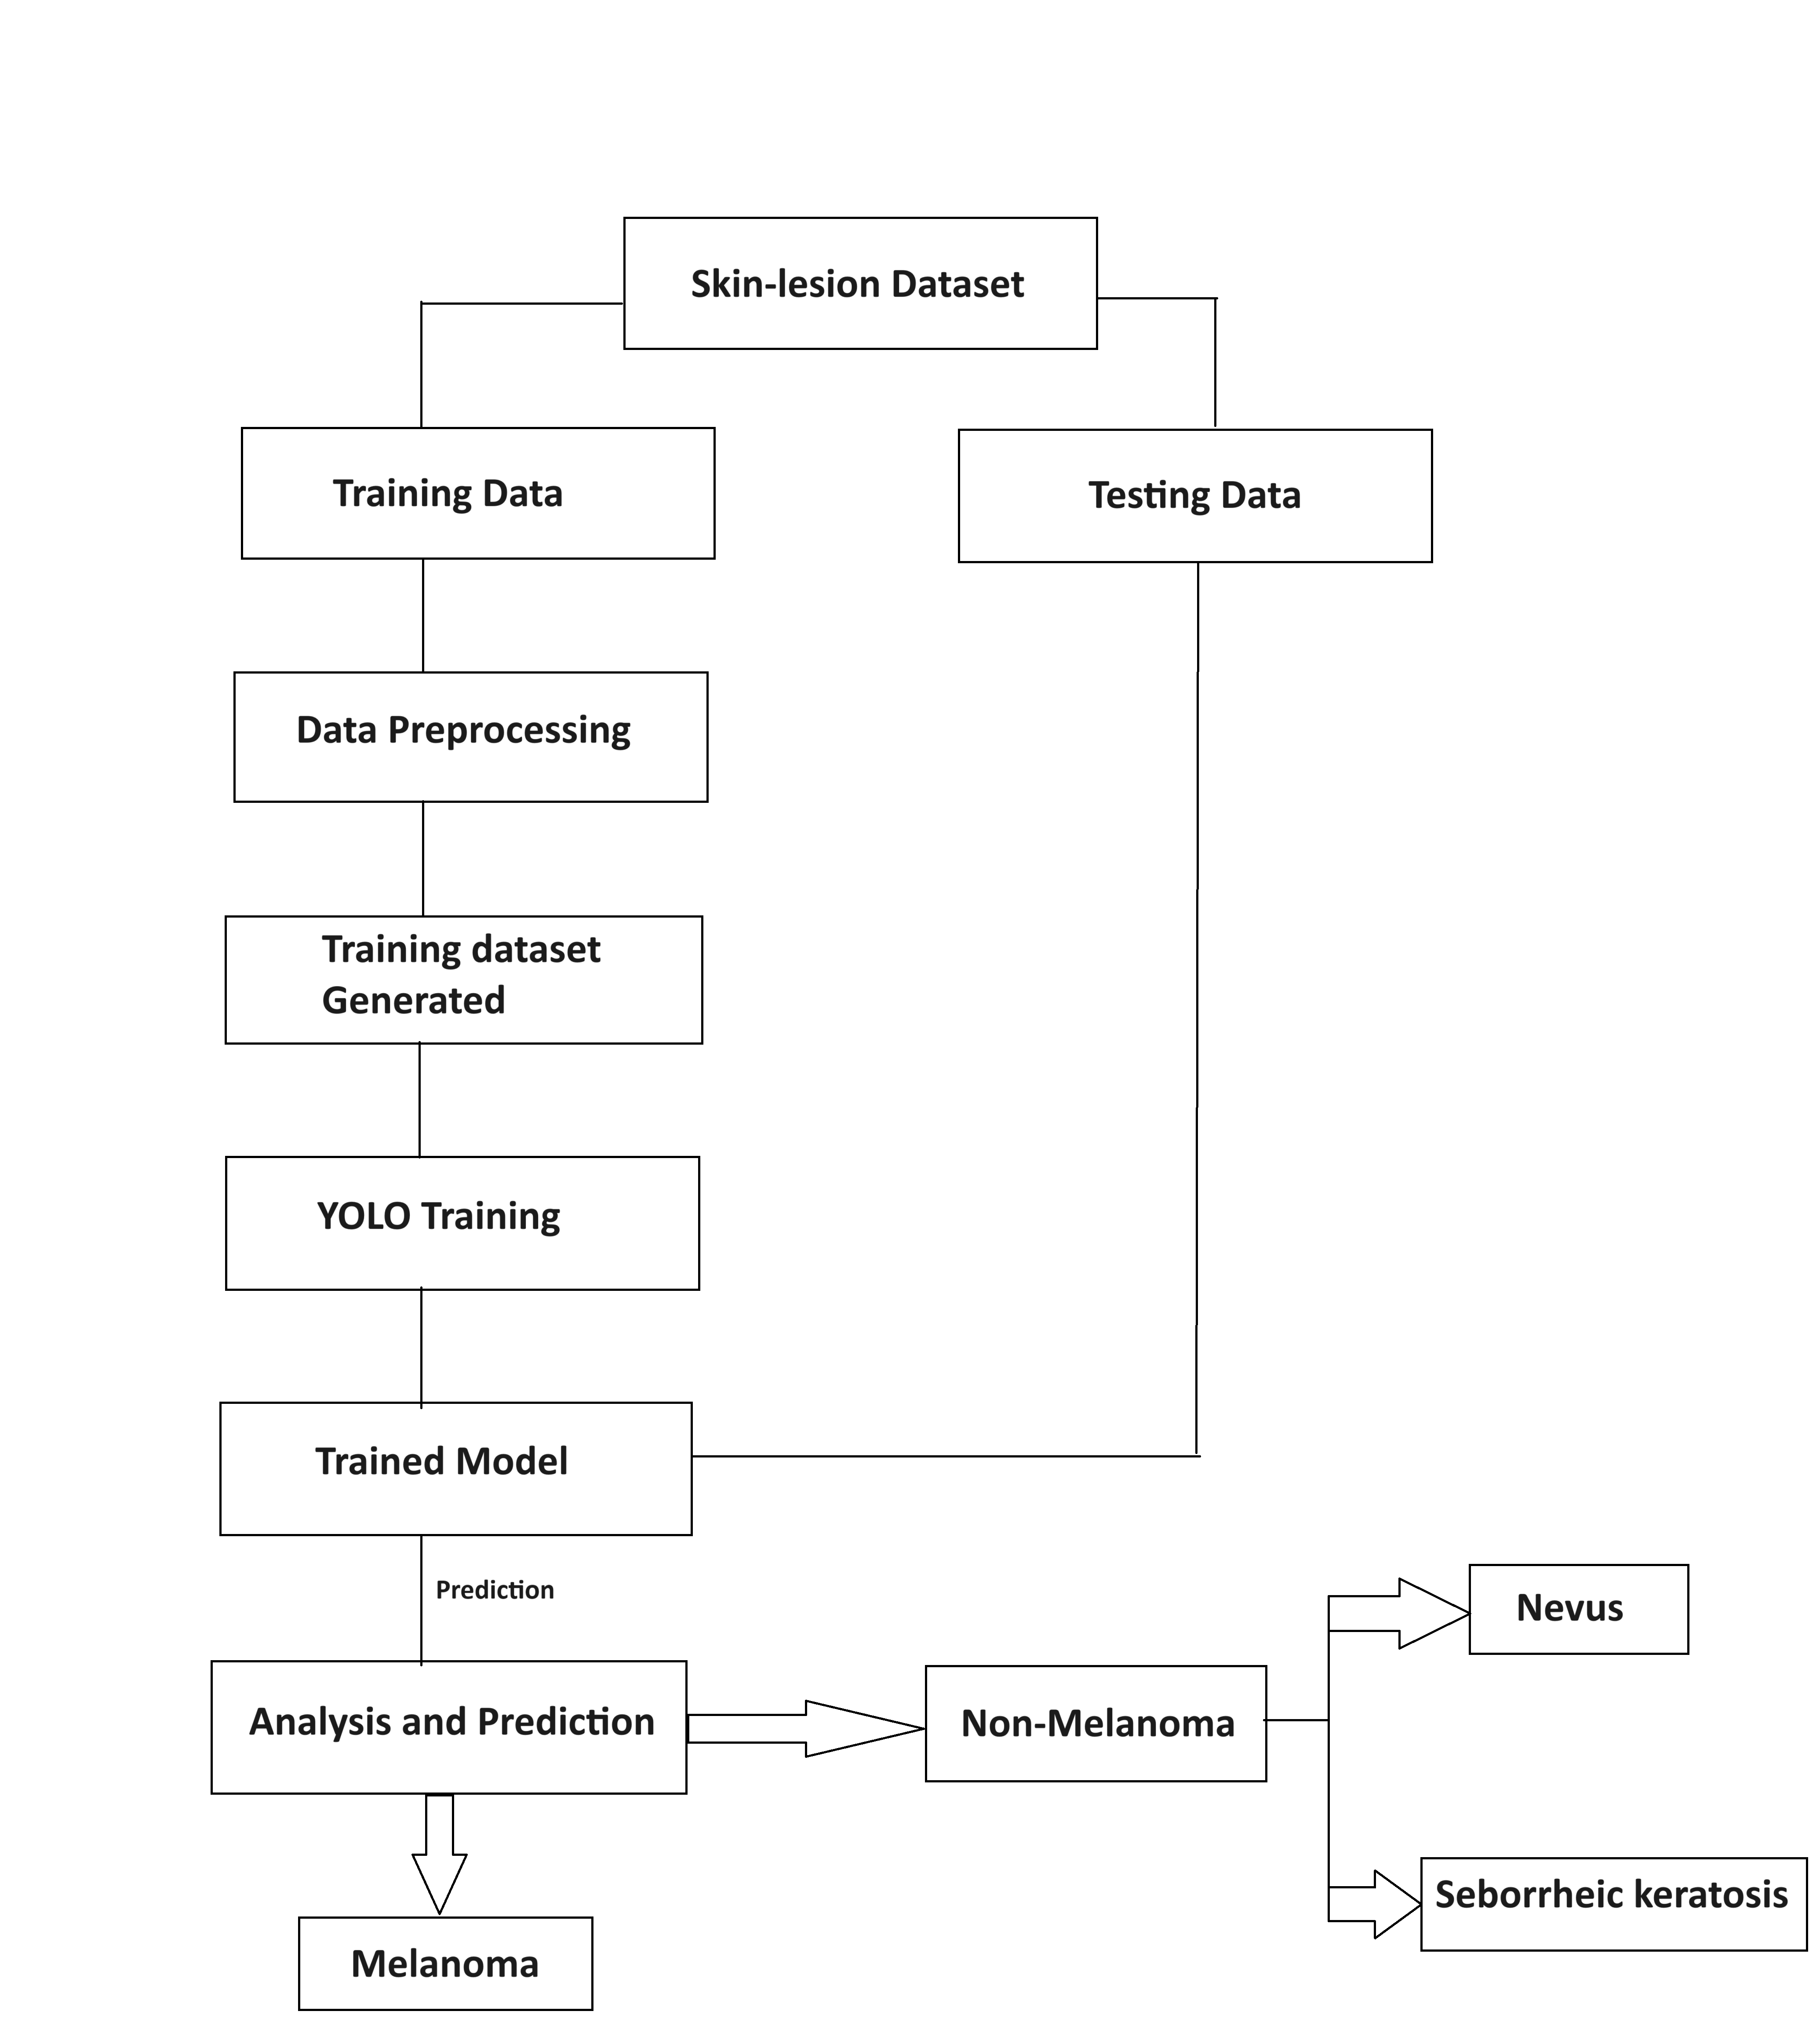 Skin-lesion Dataset
Training Data
Testing Data
Data Preprocessing
Training dataset
Generated
YOLO Training
Trained Model
Prediction
Nevus
Analysis and Prediction
Non-Melanoma
Seborrheic keratosis
Melanoma